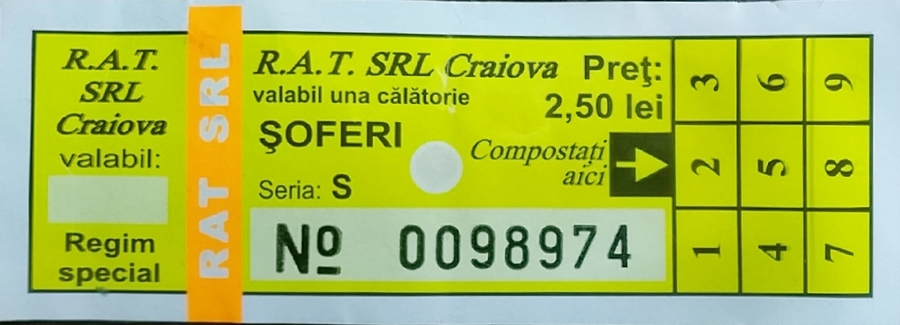 R.A.T.
SRL
Craiova
valabil:
Regim
special
RAT SRL
R.A.T. SRL Craiova
valabil una călătorie
ŞOFERI
Seria: S
Preţ:
2,50 lei
Compostaţi
aici
Nº 0098974
3 6 9
2 5 8
1 4 7